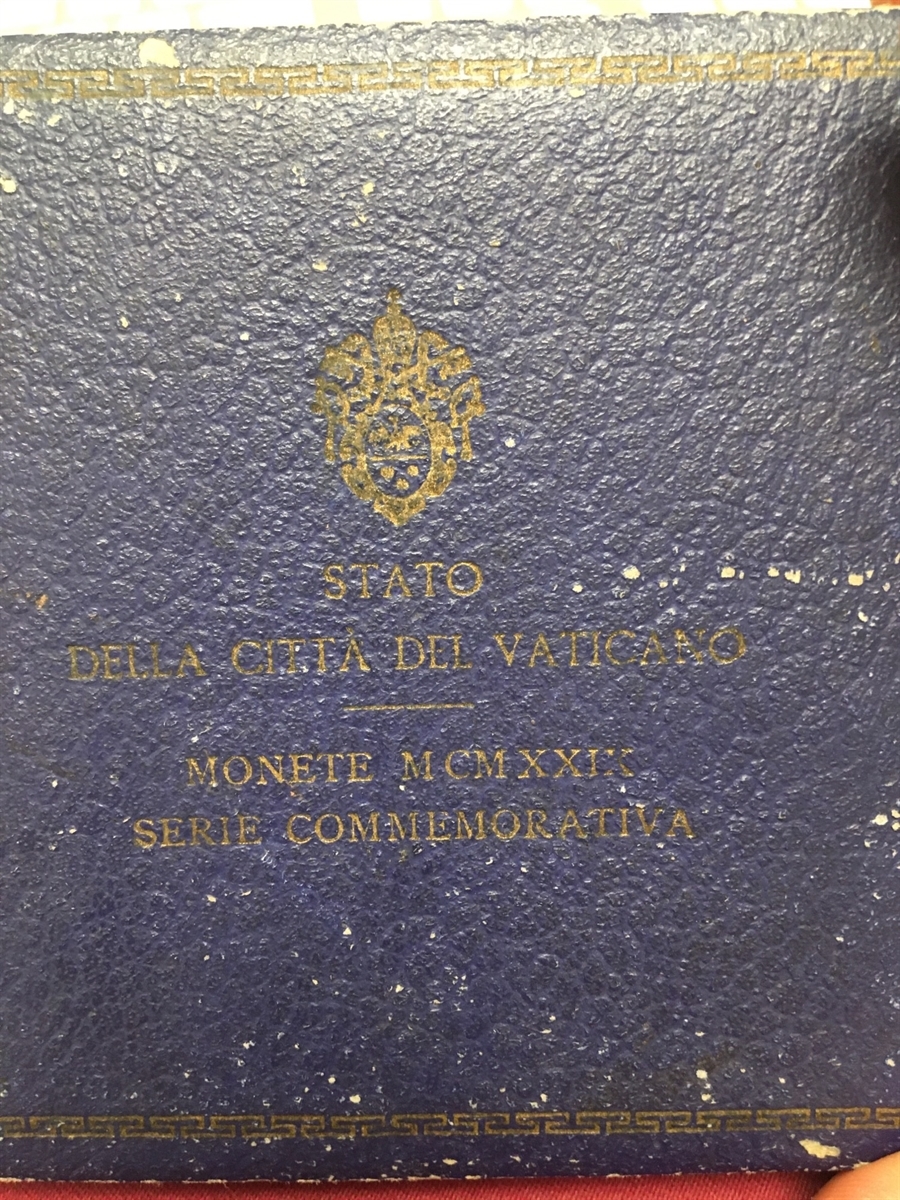 STATO
DELLA CITTÀ DEL VATICANO
MONETE MCMXXIX
SERIE COMMEMORATIVA